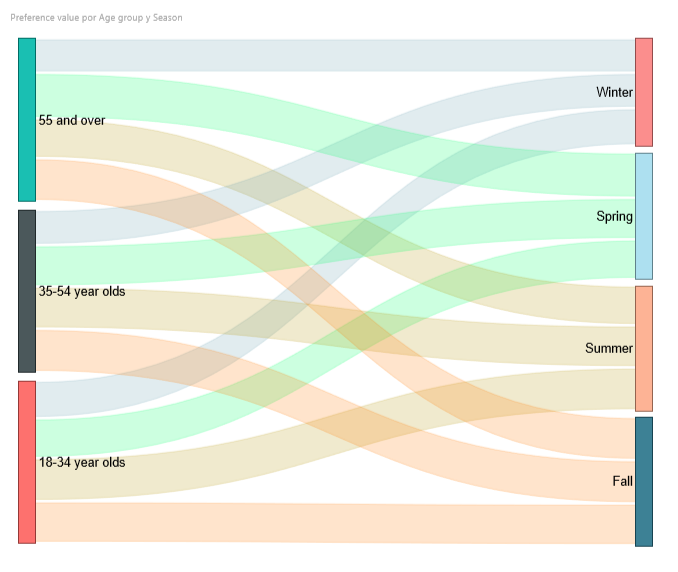 Preference value por Age group y Season
Winter
55 and over
Spring
35-54 year olds
Summer
18-34 year olds
Fall